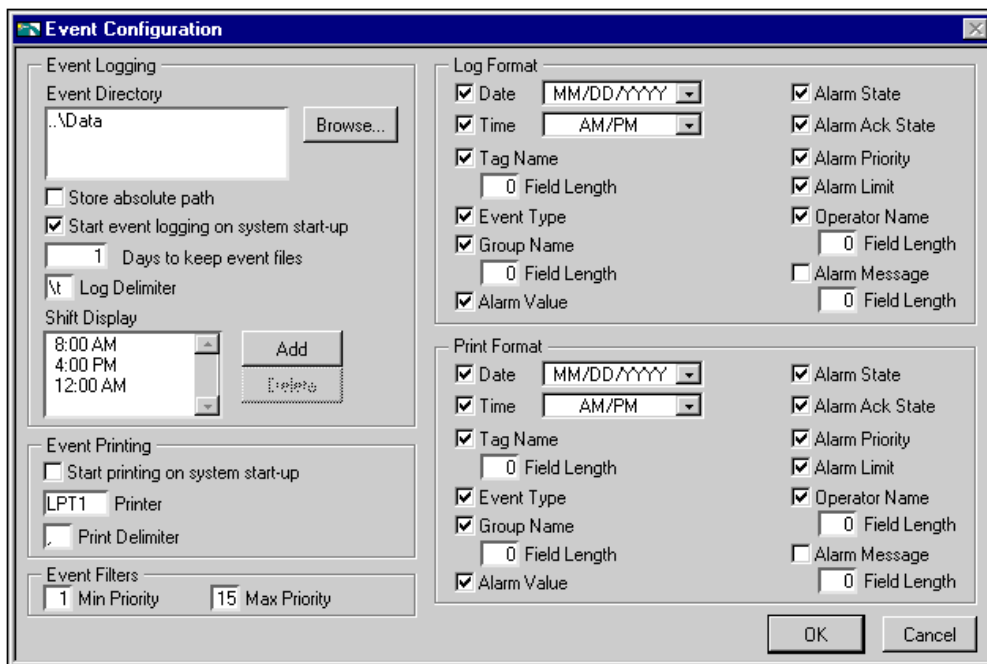 Event Configuration
Event Logging
Event Directory
..\Data
Browse...
Store absolute path
Start event logging on system start-up
1 Days to keep event files
\t Log Delimiter
Shift Display
8:00 AM
4:00 PM
12:00 AM
Add
Delete
Event Printing
Start printing on system start-up
LPT1 Printer
, Print Delimiter
Event Filters
1 Min Priority 15 Max Priority
Log Format
Date MM/DD/YYYY
Time AM/PM
Tag Name
0 Field Length
Event Type
Group Name
0 Field Length
Alarm Value
Alarm State
Alarm Ack State
Alarm Priority
Alarm Limit
Operator Name
0 Field Length
Alarm Message
0 Field Length
Print Format
Date MM/DD/YYYY
Time AM/PM
Tag Name
0 Field Length
Event Type
Group Name
0 Field Length
Alarm Value
Alarm State
Alarm Ack State
Alarm Priority
Alarm Limit
Operator Name
0 Field Length
Alarm Message
0 Field Length
OK
Cancel